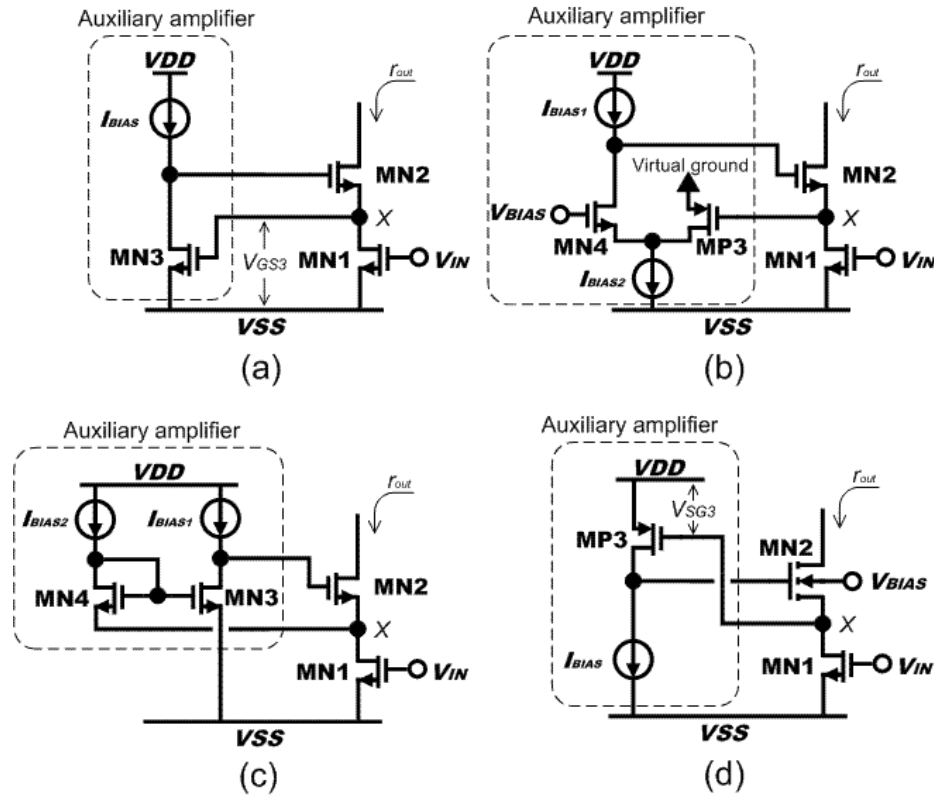 Auxiliary amplifier
VDD
rout
IBIAS
MN2
X
MN3
VGS3
MN1
VIN
VSS
(a)
Auxiliary amplifier
VDD
rout
IBIAS1
Virtual ground
MN2
VBIAS
X
MN4
MP3
MN1
VIN
IBIAS2
VSS
(b)
Auxiliary amplifier
VDD
rout
IBIAS2
IBIAS1
MN2
MN4
MN3
X
MN1
VIN
VSS
(c)
Auxiliary amplifier
VDD
rout
VSG3
MP3
MN2
VBIAS
X
IBIAS
MN1
VIN
VSS
(d)